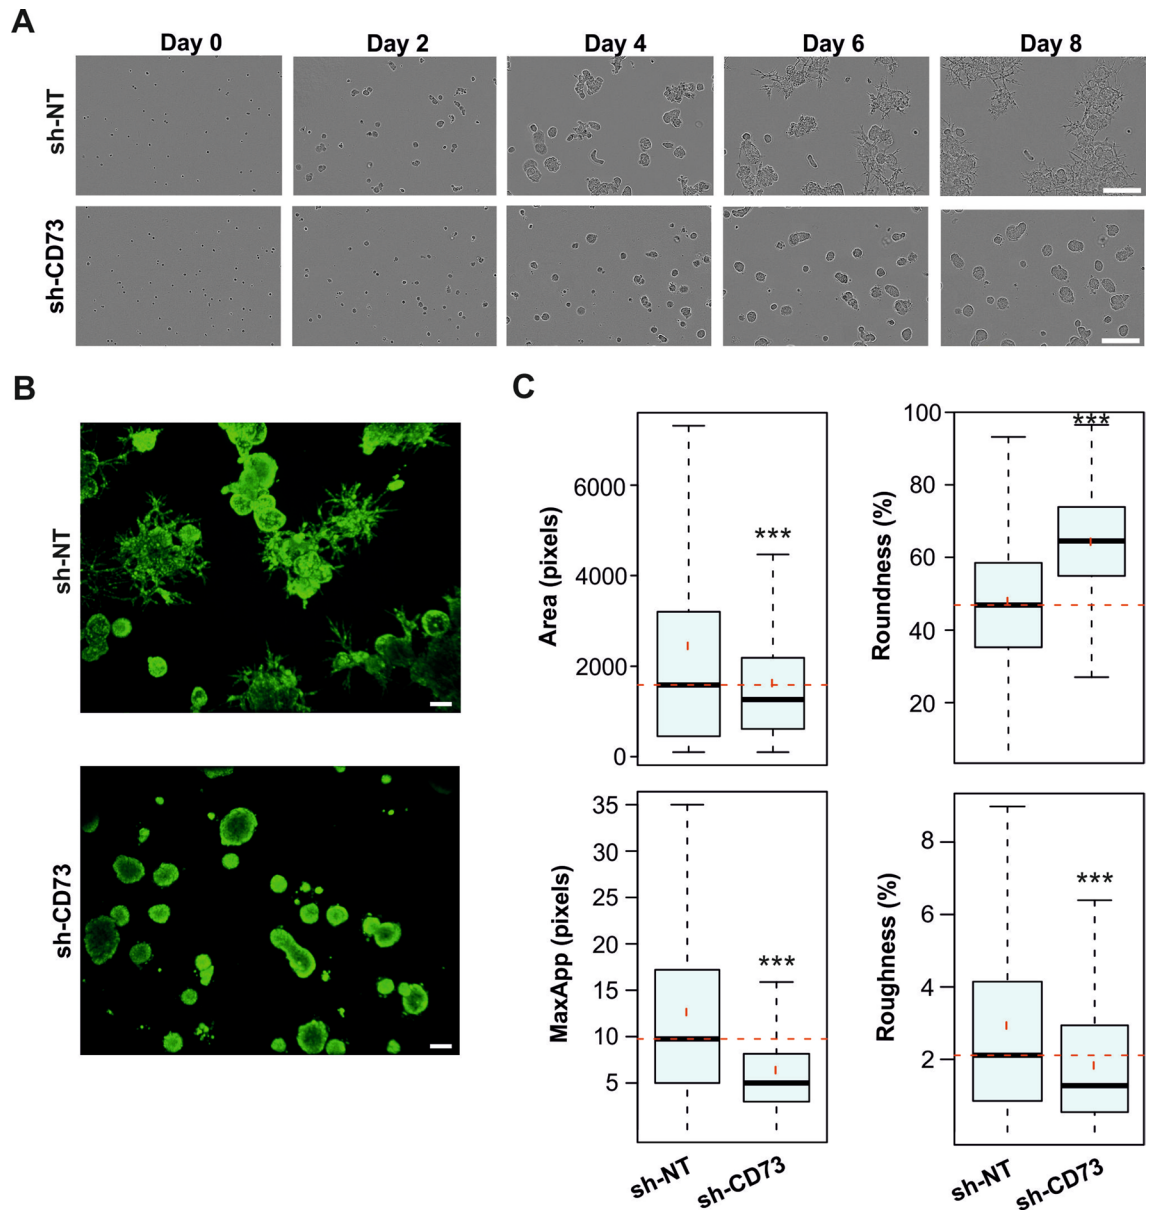 A
Day 0 Day 2 Day 4 Day 6 Day 8
sh-NT
sh-CD73
B
sh-NT
sh-CD73
C
Area (pixels)
6000
4000
2000
0
***
Roundness (%)
100
80
60
40
20
***
MaxApp (pixels)
35
30
25
20
15
10
5
***
sh-NT sh-CD73
Roughness (%)
8
6
4
2
***
sh-NT sh-CD73